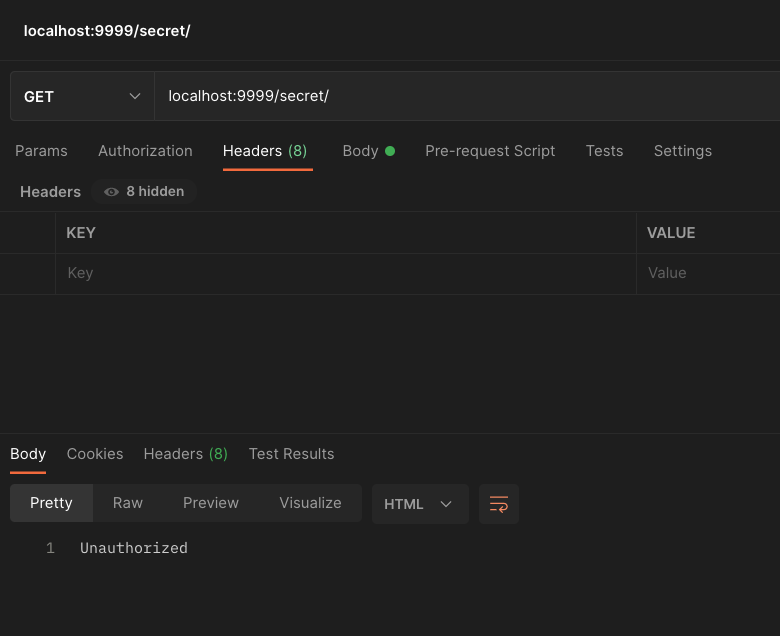 localhost:9999/secret/
GET localhost:9999/secret/
Params Authorization Headers (8) Body Pre-request Script Tests Settings
Headers 8 hidden
KEY VALUE
Key Value
Body Cookies Headers (8) Test Results
Pretty Raw Preview Visualize HTML
1 Unauthorized